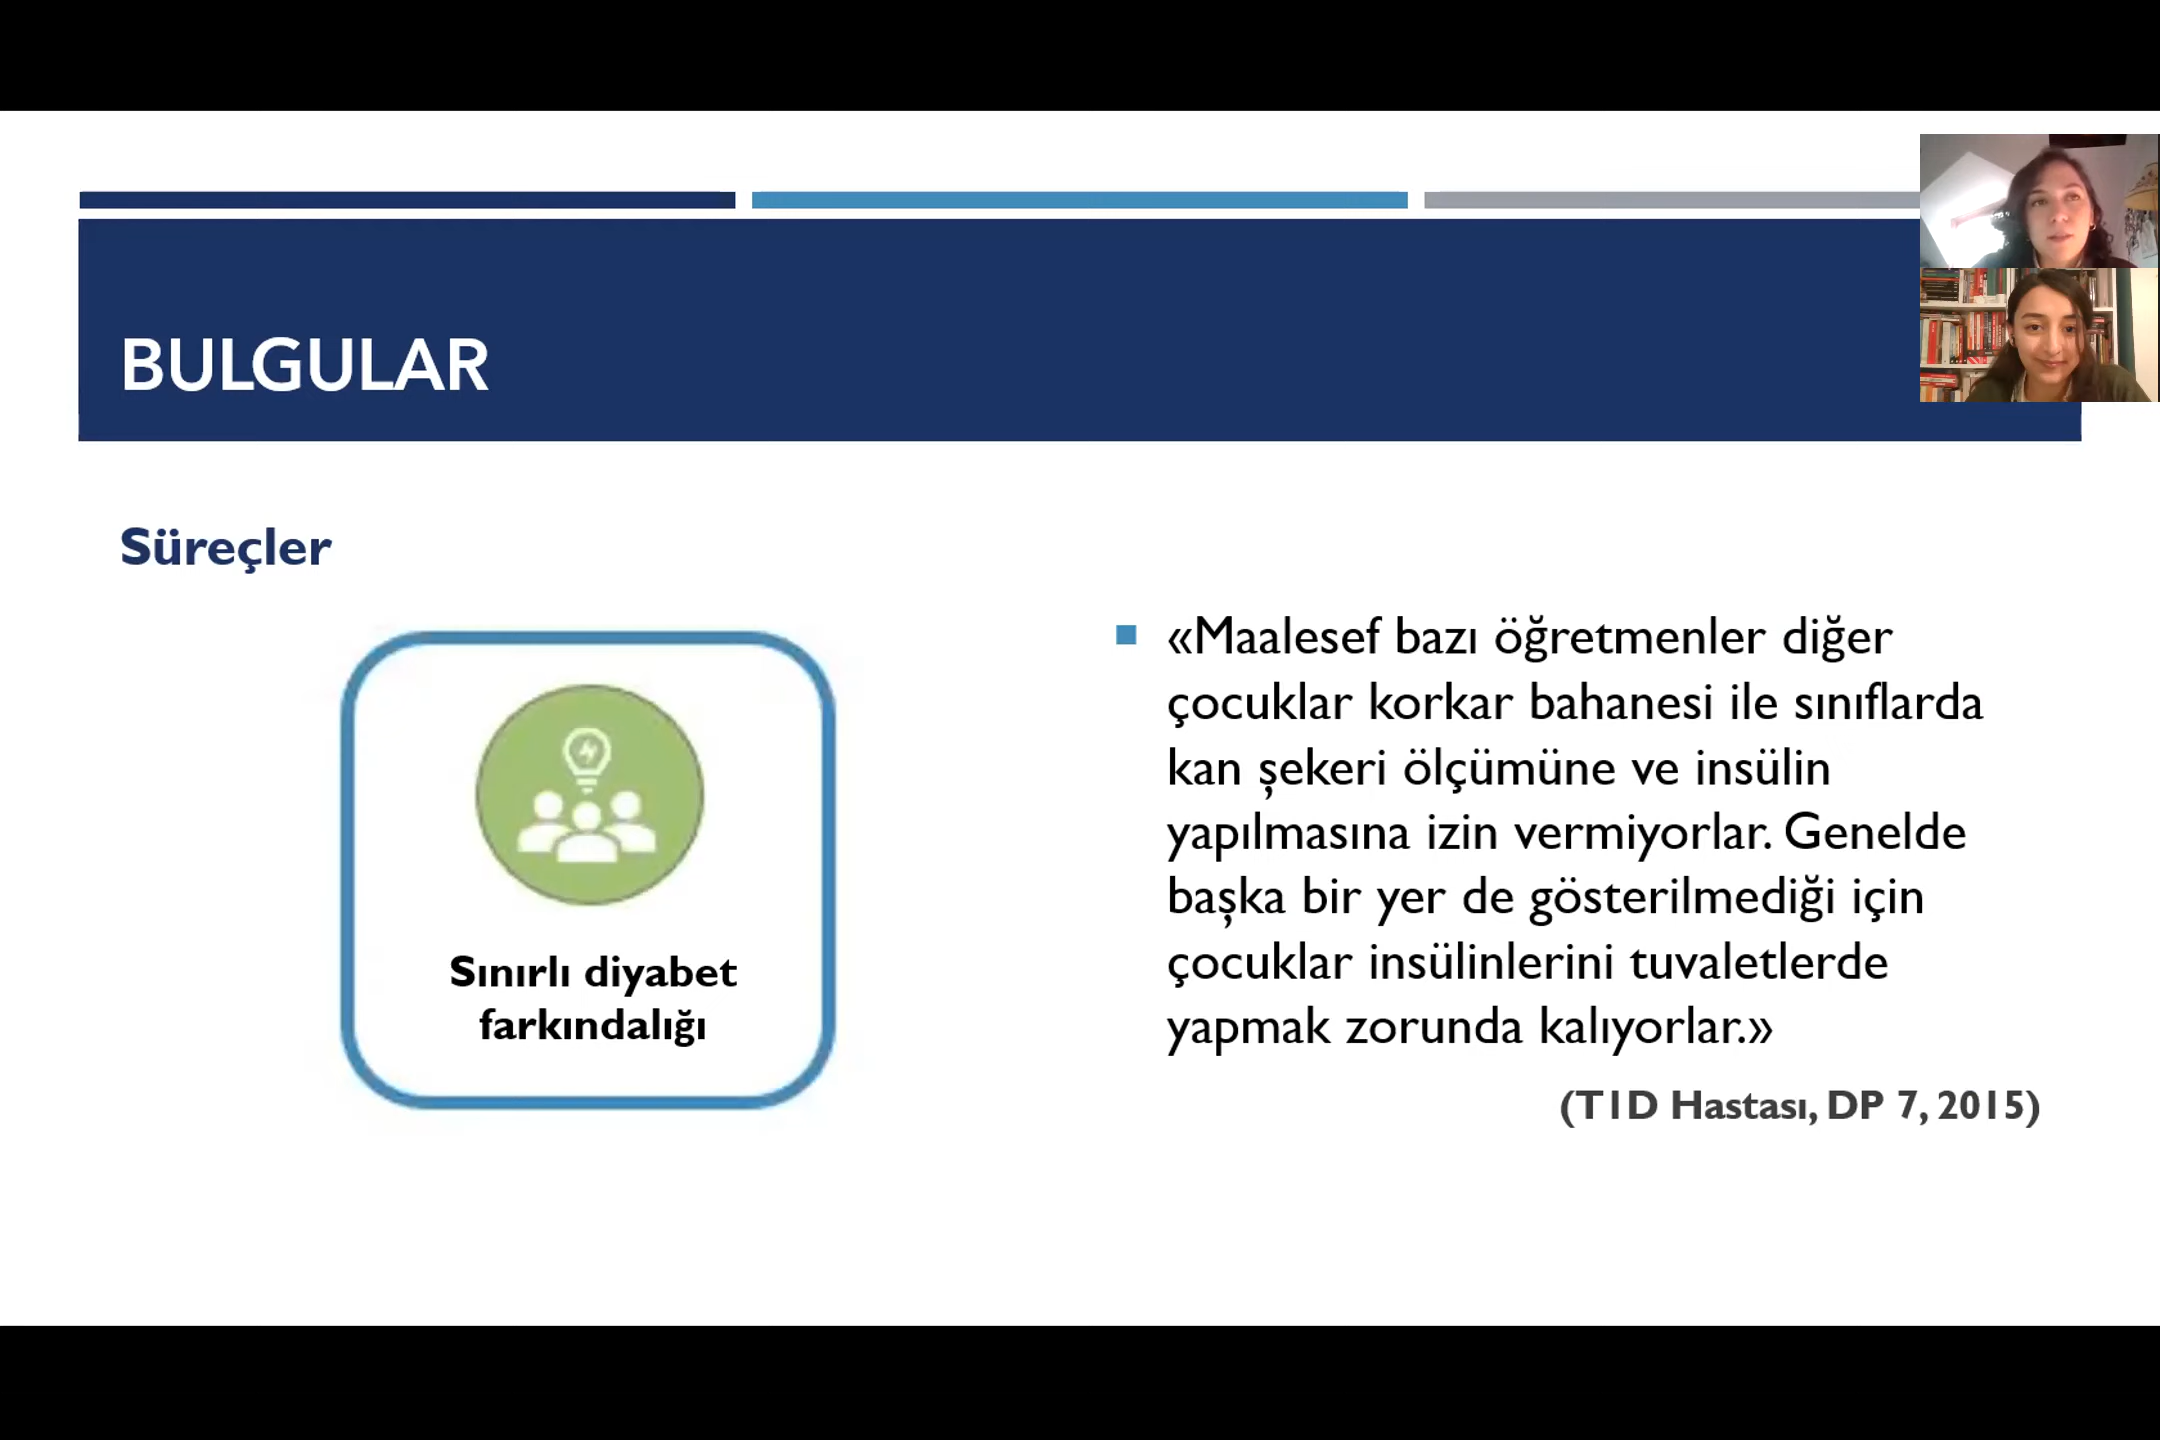 BULGULAR
Süreçler
Sınırlı diyabet
farkındalığı
«Maalesef bazı öğretmenler diğer
çocuklar korkar bahanesi ile sınıflarda
kan şekeri ölçümüne ve insülin
yapılmasına izin vermiyorlar. Genelde
başka bir yer de gösterilmediği için
çocuklar insülinlerini tuvaletlerde
yapmak zorunda kalıyorlar.»
(T1D Hastası, DP 7, 2015)